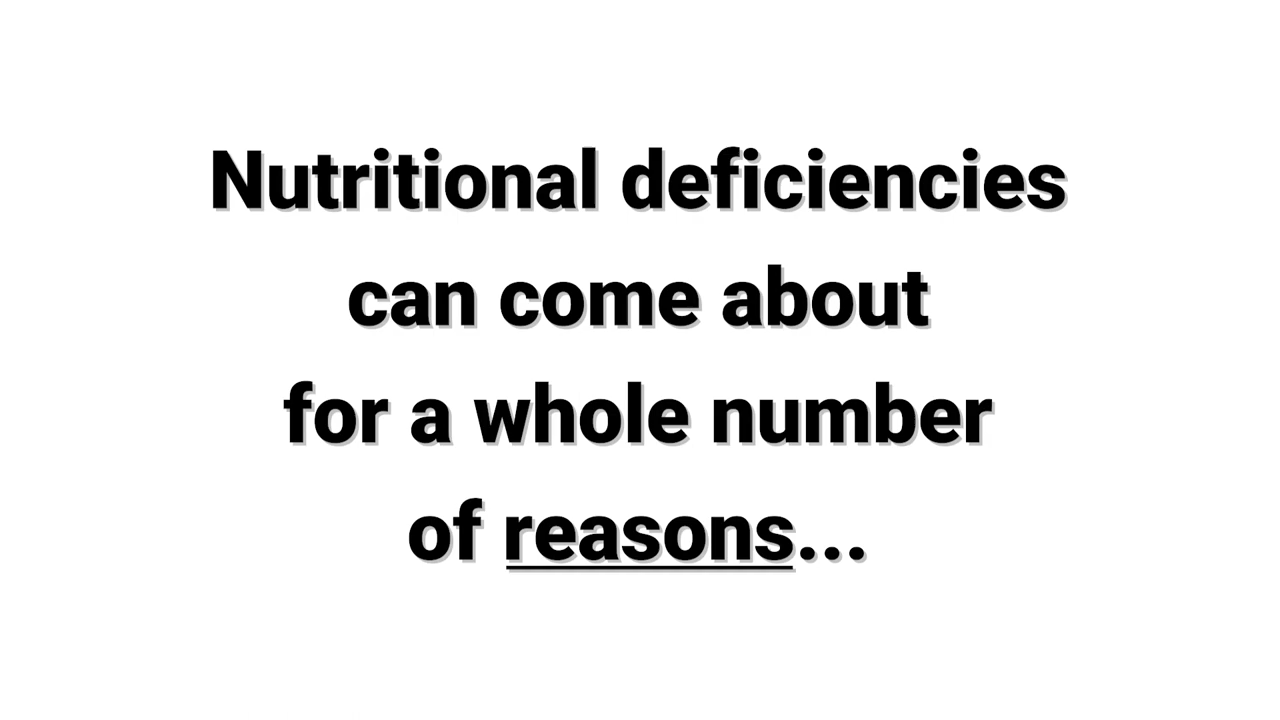 Nutritional deficiencies
can come about
for a whole number
of reasons...